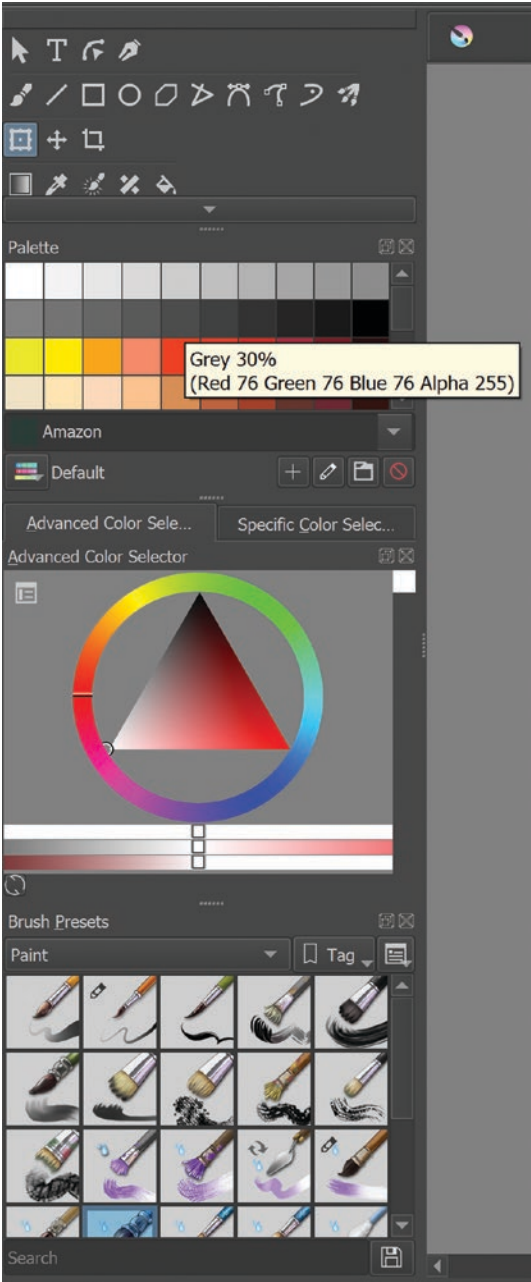 Palette
Grey 30%
(Red 76 Green 76 Blue 76 Alpha 255)
Amazon
Default
Advanced Color Sele...
Specific Color Selec...
Advanced Color Selector
Brush Presets
Paint
Tag
Search